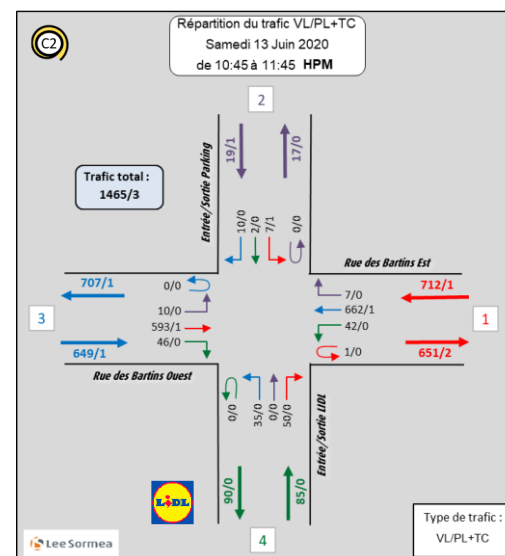 C2
Répartition du trafic VL/PL+TC
Samedi 13 Juin 2020
de 10:45 à 11:45 HPM
2
Trafic total :
1465/3
Entrée/Sortie Parking
19/1
17/0
10/0
2/0
7/1
0/0
Rue des Bartins Est
707/1
0/0
7/0
712/1
3
10/0
662/1
1
593/1
42/0
649/1
46/0
1/0
651/2
Rue des Bartins Ouest
0/0
35/0
0/0
50/0
Entrée/Sortie LIDL
90/0
85/0
LiDL
4
Lee Sormea
Type de trafic :
VL/PL+TC